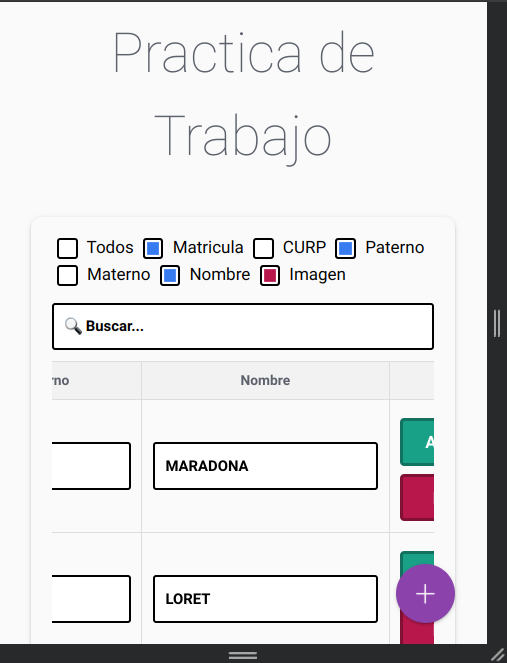 Practica de
Trabajo
Todos Matricula CURP Paterno
Materno Nombre Imagen
🔍 Buscar...
rno Nombre
MARADONA
A
LORET
+